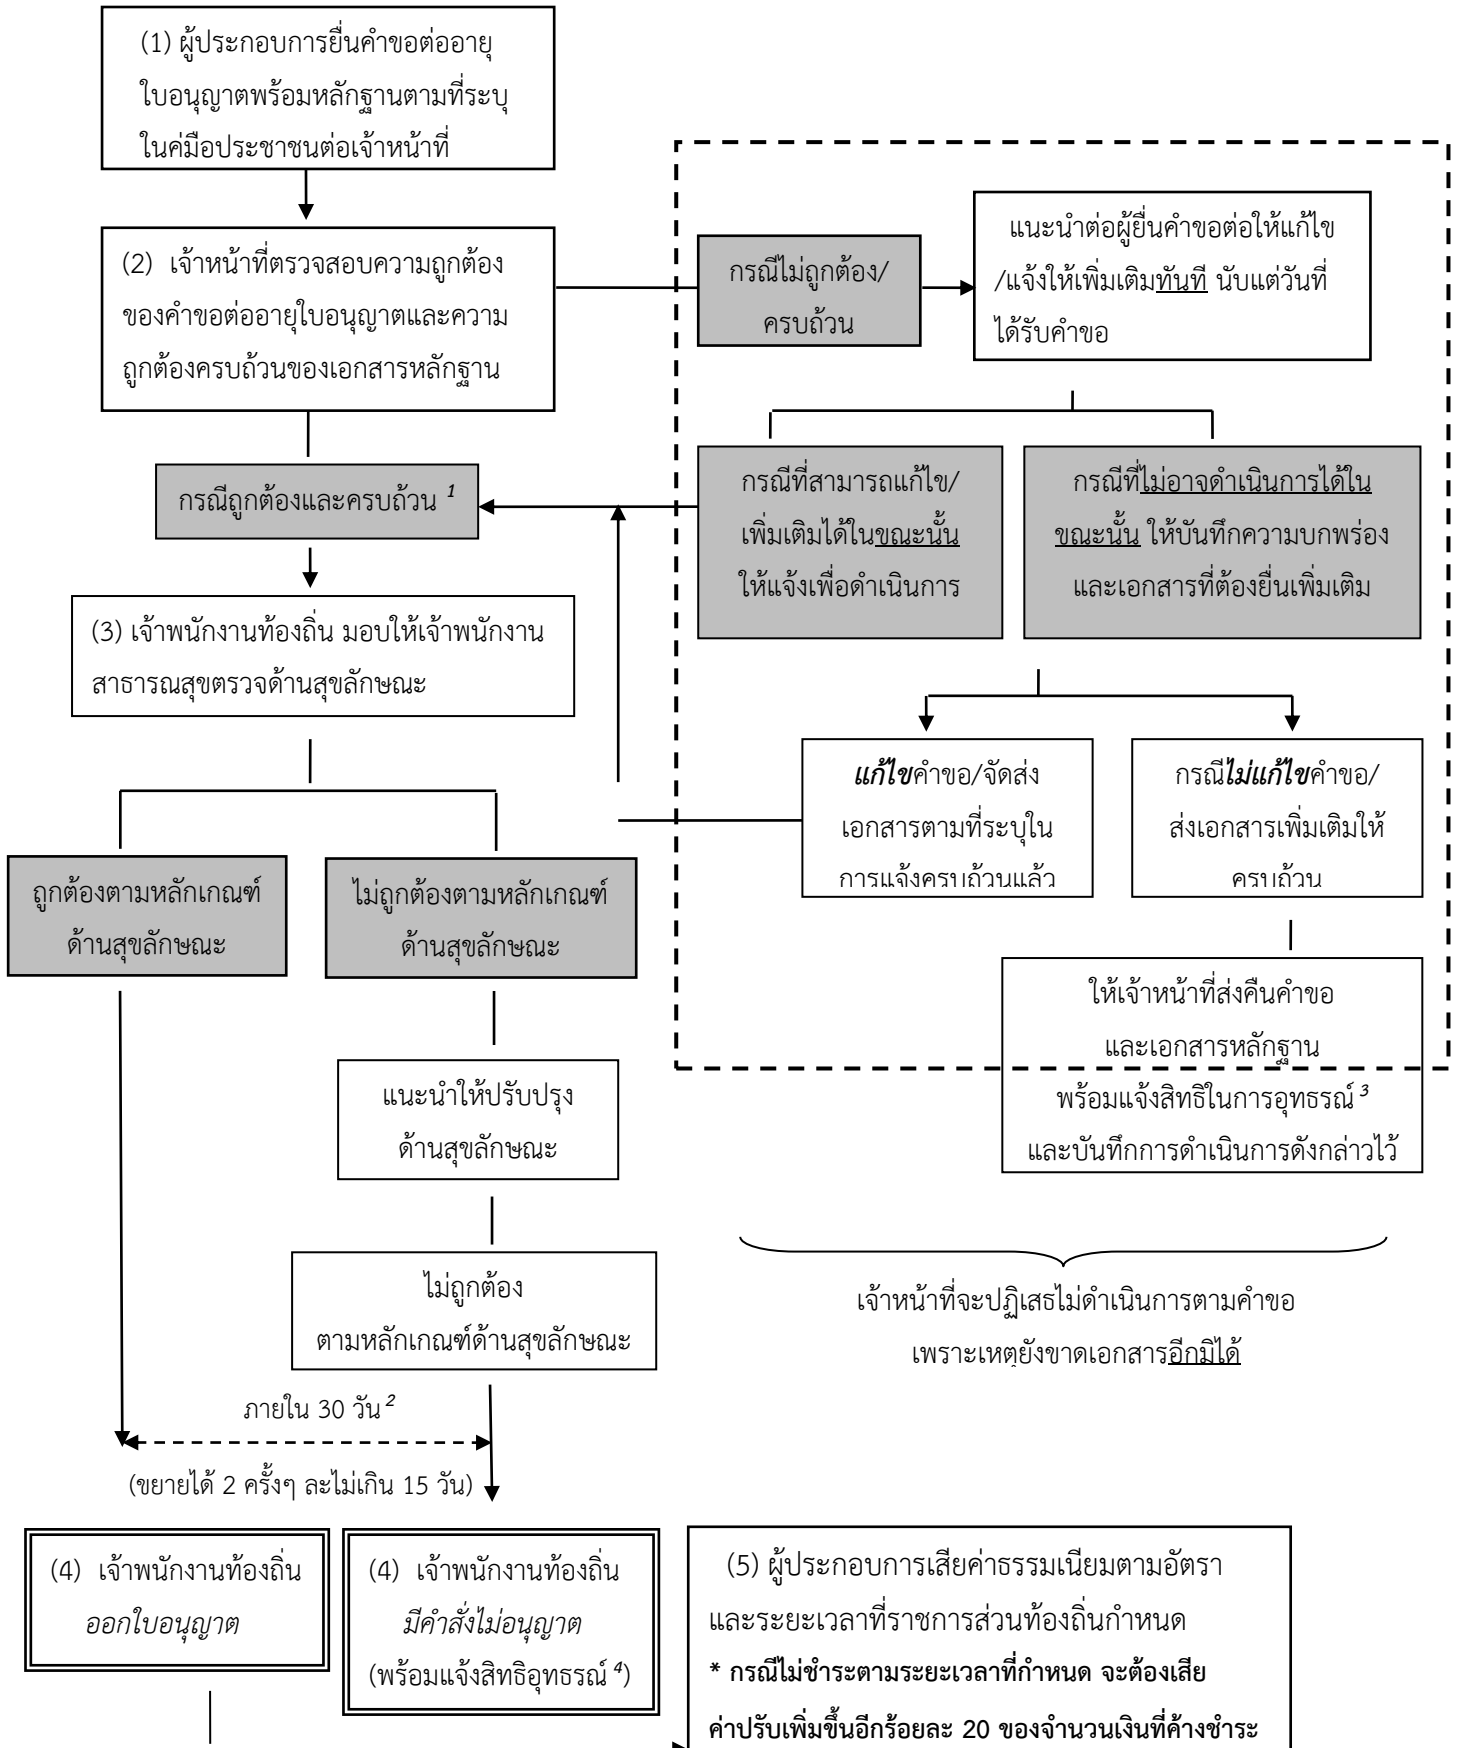 (1) ผู้ประกอบการยื่นคำขอต่ออายุ
ใบอนุญาตพร้อมหลักฐานตามที่ระบุ
ในคู่มือประชาชนต่อเจ้าหน้าที่
(2) เจ้าหน้าที่ตรวจสอบความถูกต้อง
ของคำขอต่ออายุใบอนุญาตและความ
ถูกต้องครบถ้วนของเอกสารหลักฐาน
กรณีไม่ถูกต้อง/
ครบถ้วน
แนะนำต่อผู้ยื่นคำขอต่อให้แก้ไข
/แจ้งให้เพิ่มเติมทันที นับแต่วันที่
ได้รับคำขอ
กรณีถูกต้องและครบถ้วน 1
กรณีที่สามารถแก้ไข/
เพิ่มเติมได้ในขณะนั้น
ให้แจ้งเพื่อดำเนินการ
กรณีที่ไม่อาจดำเนินการได้ใน
ขณะนั้น ให้บันทึกความบกพร่อง
และเอกสารที่ต้องยื่นเพิ่มเติม
(3) เจ้าพนักงานท้องถิ่น มอบให้เจ้าพนักงาน
สาธารณสุขตรวจด้านสุขลักษณะ
แก้ไขคำขอ/จัดส่ง
เอกสารตามที่ระบุใน
การแจ้งครบถ้วนแล้ว
กรณีไม่แก้ไขคำขอ/
ส่งเอกสารเพิ่มเติมให้
ครบถ้วน
ถูกต้องตามหลักเกณฑ์
ด้านสุขลักษณะ
ไม่ถูกต้องตามหลักเกณฑ์
ด้านสุขลักษณะ
ให้เจ้าหน้าที่ส่งคืนคำขอ
และเอกสารหลักฐาน
พร้อมแจ้งสิทธิในการอุทธรณ์ 3
และบันทึกการดำเนินการดังกล่าวไว้
แนะนำให้ปรับปรุง
ด้านสุขลักษณะ
ไม่ถูกต้อง
ตามหลักเกณฑ์ด้านสุขลักษณะ
เจ้าหน้าที่จะปฏิเสธไม่ดำเนินการตามคำขอ
เพราะเหตุยังขาดเอกสารอีกมิได้
ภายใน 30 วัน 2
(ขยายได้ 2 ครั้งๆ ละไม่เกิน 15 วัน)
(4) เจ้าพนักงานท้องถิ่น
ออกใบอนุญาต
(4) เจ้าพนักงานท้องถิ่น
มีคำสั่งไม่อนุญาต
(พร้อมแจ้งสิทธิอุทธรณ์ 4)
(5) ผู้ประกอบการเสียค่าธรรมเนียมตามอัตรา
และระยะเวลาที่ราชการส่วนท้องถิ่นกำหนด
* กรณีไม่ชำระตามระยะเวลาที่กำหนด จะต้องเสีย
ค่าปรับเพิ่มขึ้นอีกร้อยละ 20 ของจำนวนเงินที่ค้างชำระ